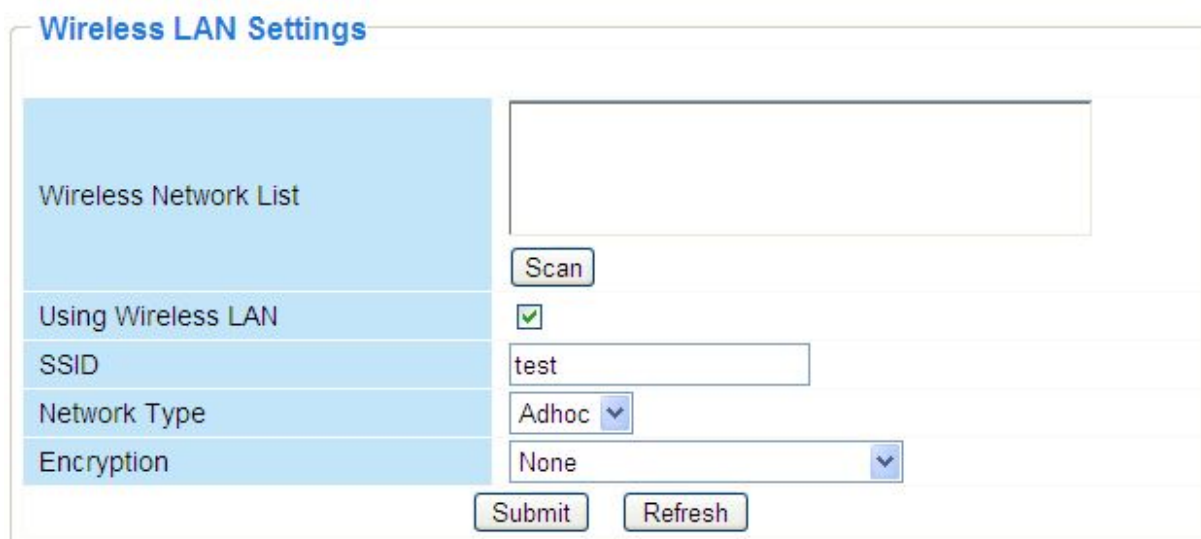 Wireless LAN Settings
Wireless Network List
Scan
Using Wireless LAN
SSID
test
Network Type
Adhoc
Encryption
None
Submit Refresh